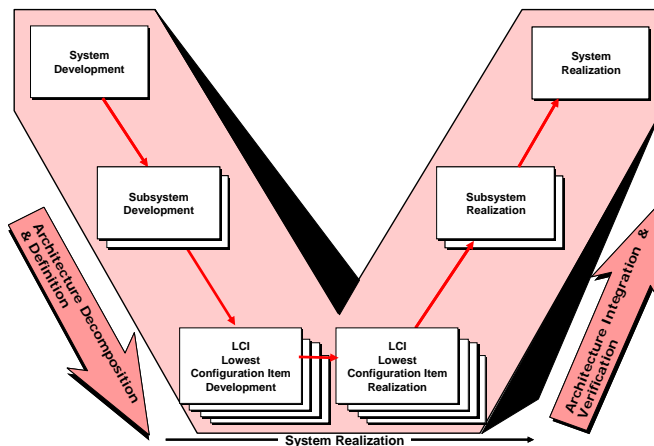 System
Development
System
Realization
Subsystem
Development
Subsystem
Realization
Architecture Decomposition
& Definition
Architecture Integration &
Verification
LCI
Lowest
Configuration Item
Development
LCI
Lowest
Configuration Item
Realization
System Realization